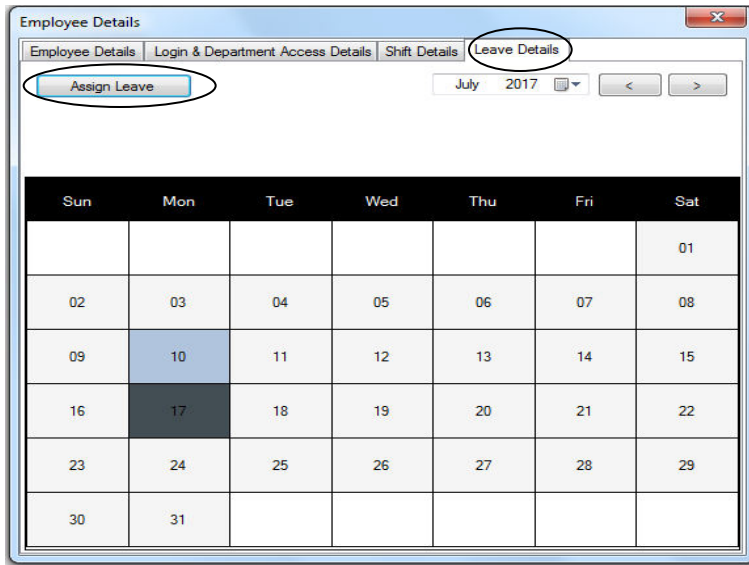 Employee Details
Employee Details Login & Department Access Details Shift Details Leave Details
Assign Leave July 2017 < >
Sun Mon Tue Wed Thu Fri Sat
01
02 03 04 05 06 07 08
09 10 11 12 13 14 15
16 17 18 19 20 21 22
23 24 25 26 27 28 29
30 31